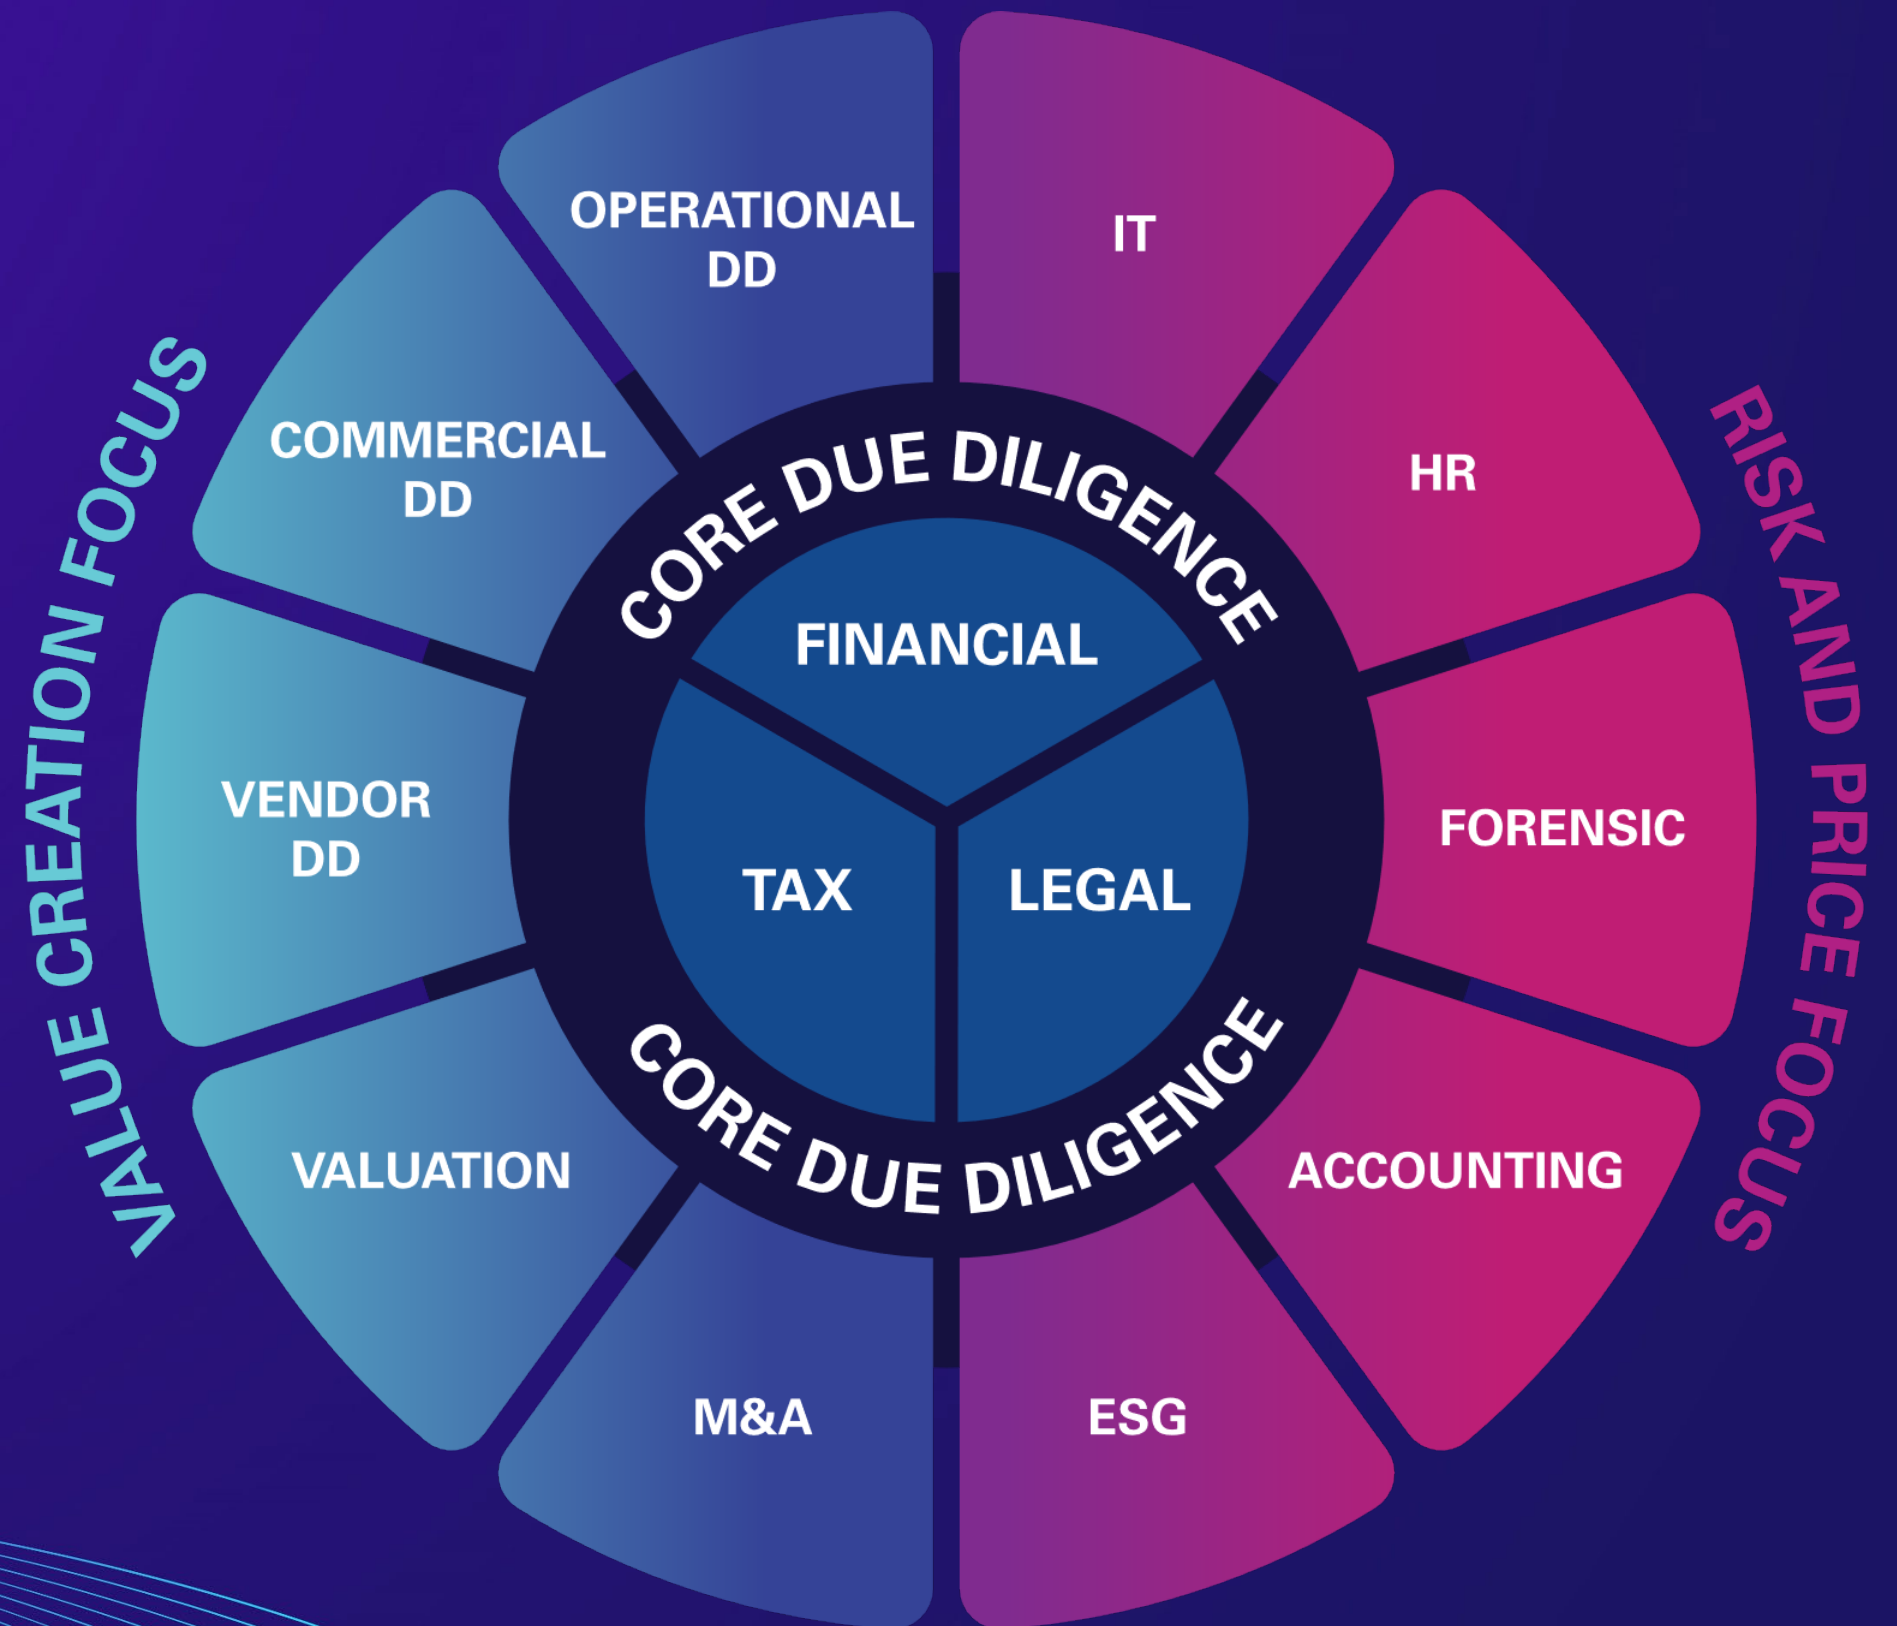 OPERATIONAL
DD
IT
COMMERCIAL
DD
HR
VALUE CREATION FOCUS
RISK AND PRICE FOCUS
CORE DUE DILIGENCE
FINANCIAL
VENDOR
DD
FORENSIC
TAX
LEGAL
CORE DUE DILIGENCE
VALUATION
ACCOUNTING
M&A
ESG